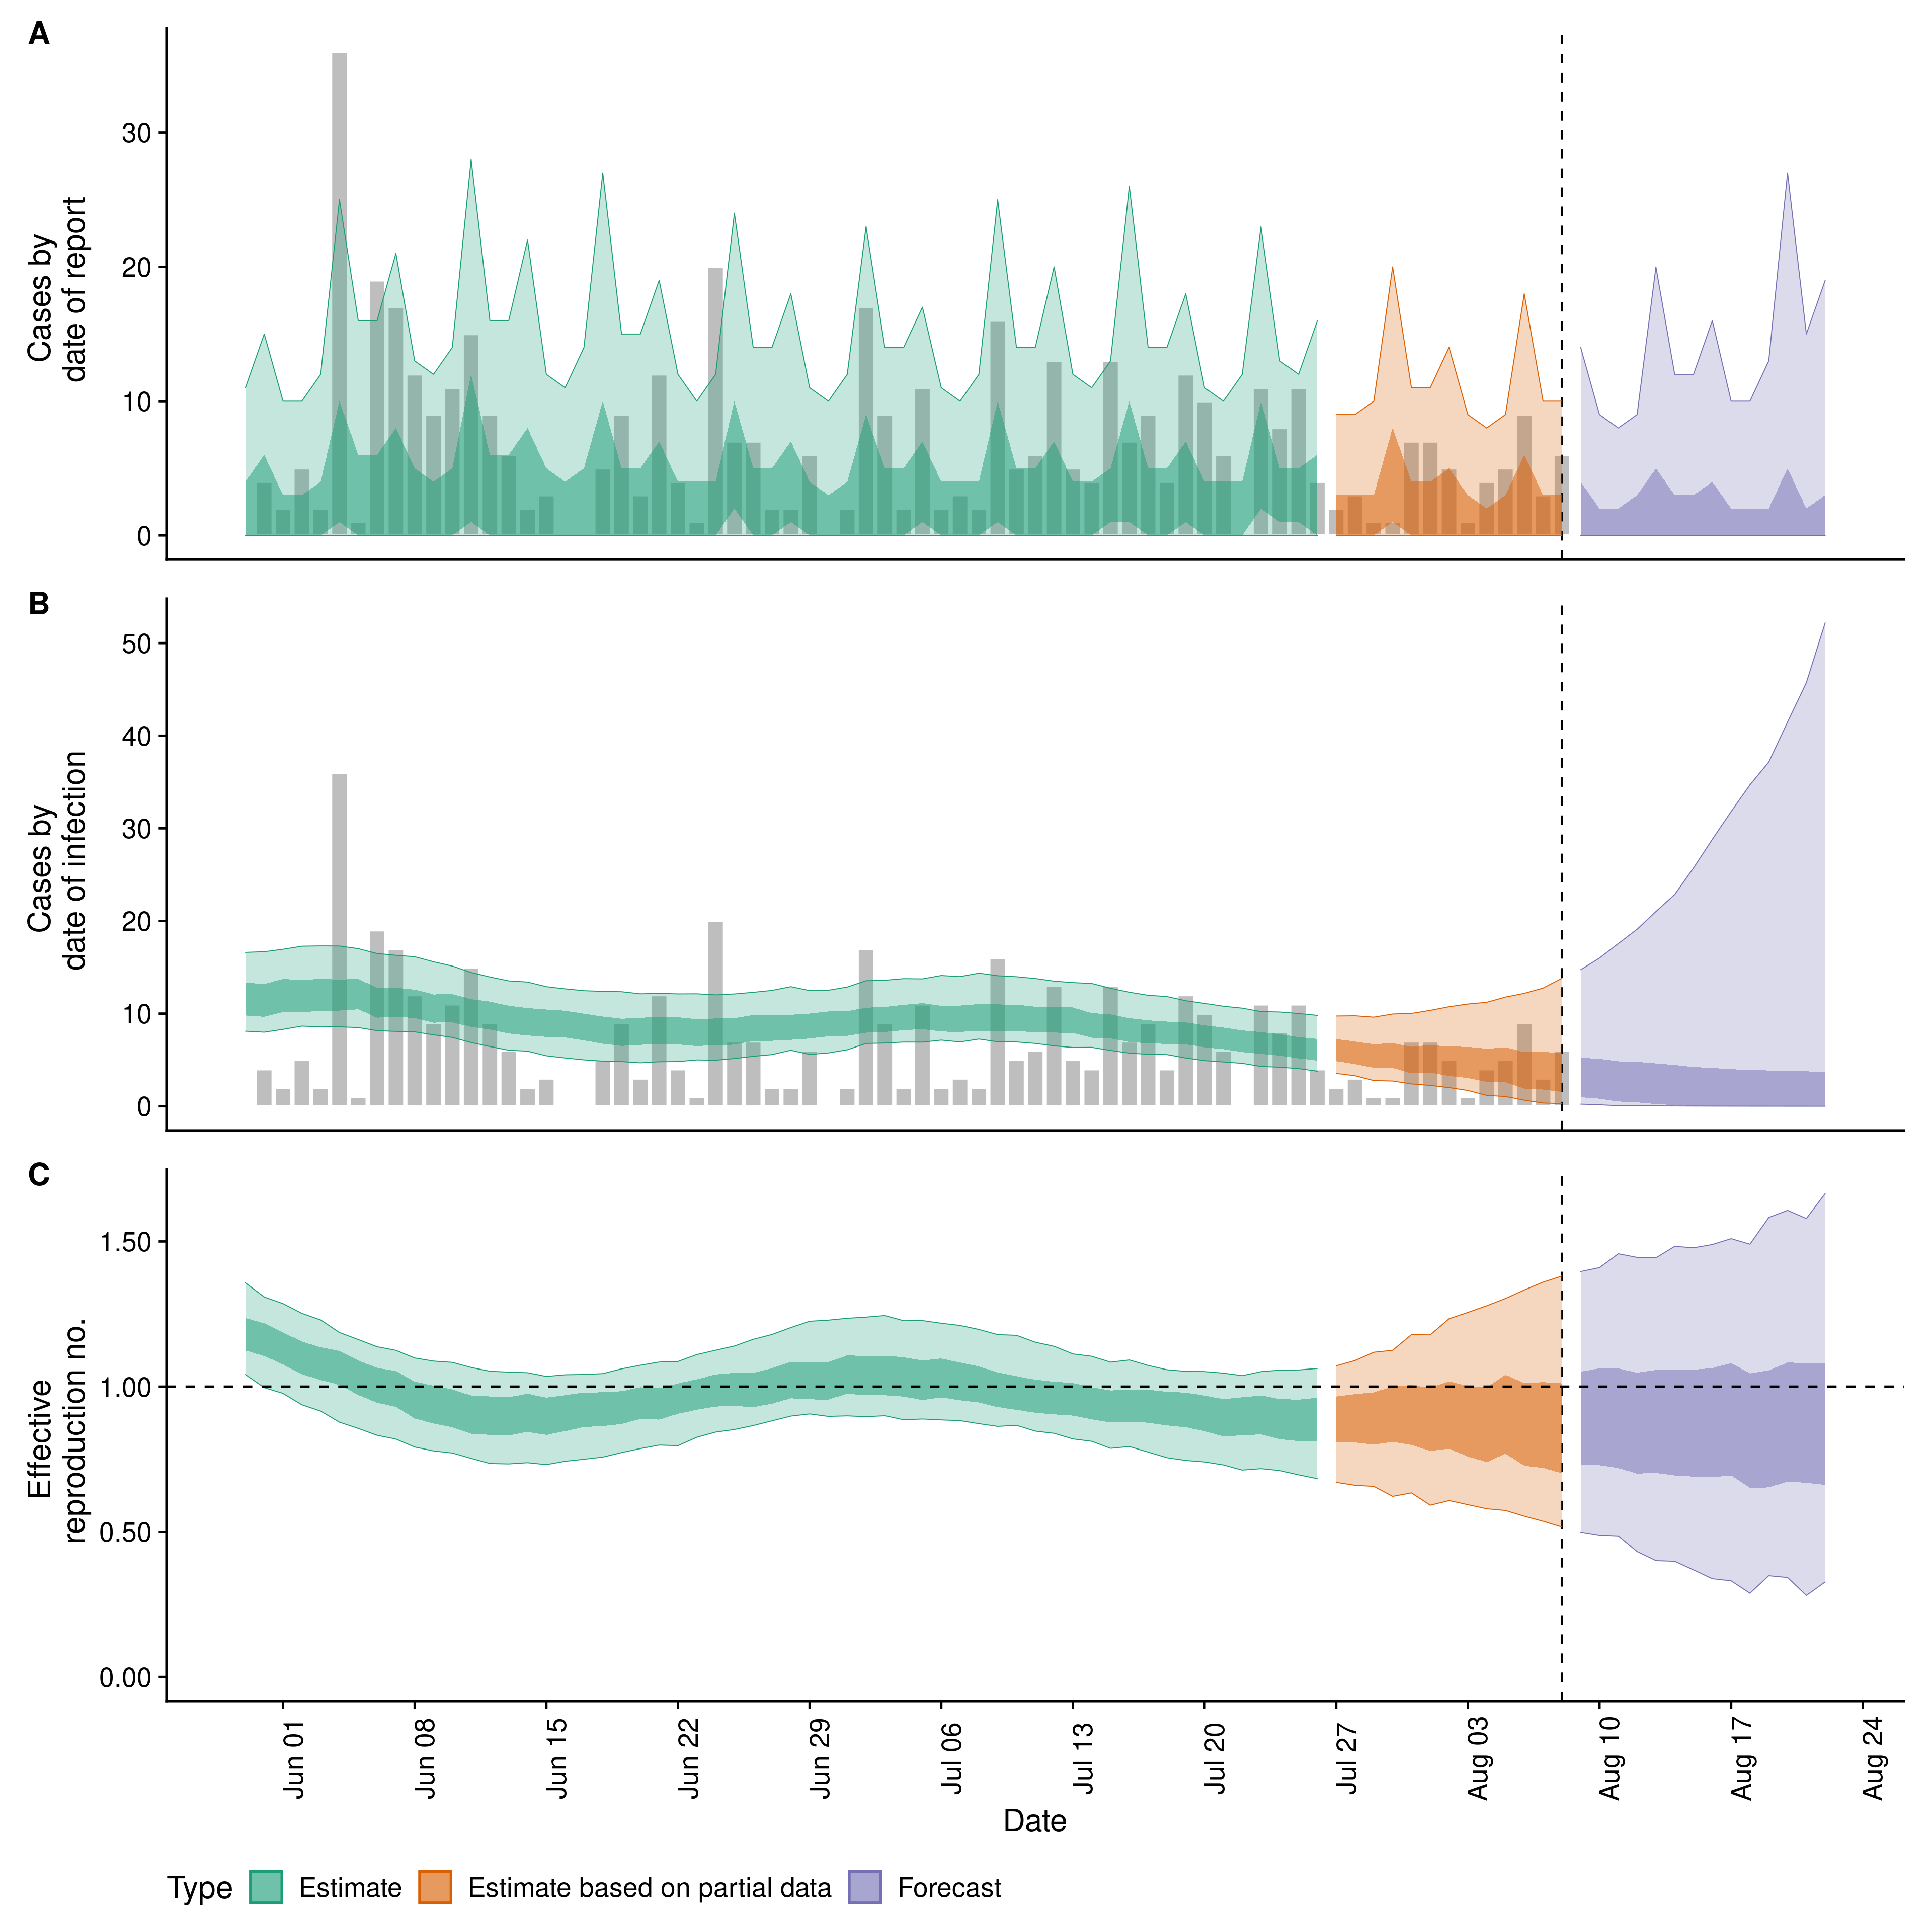 A
Cases by
date of report
30
20
10
0
B
Cases by
date of infection
50
40
30
20
10
0
C
Effective
reproduction no.
1.50
1.00
0.50
0.00
Jun 01
Jun 08
Jun 15
Jun 22
Jun 29
Jul 06
Jul 13
Jul 20
Jul 27
Aug 03
Aug 10
Aug 17
Aug 24
Date
Type Estimate Estimate based on partial data Forecast